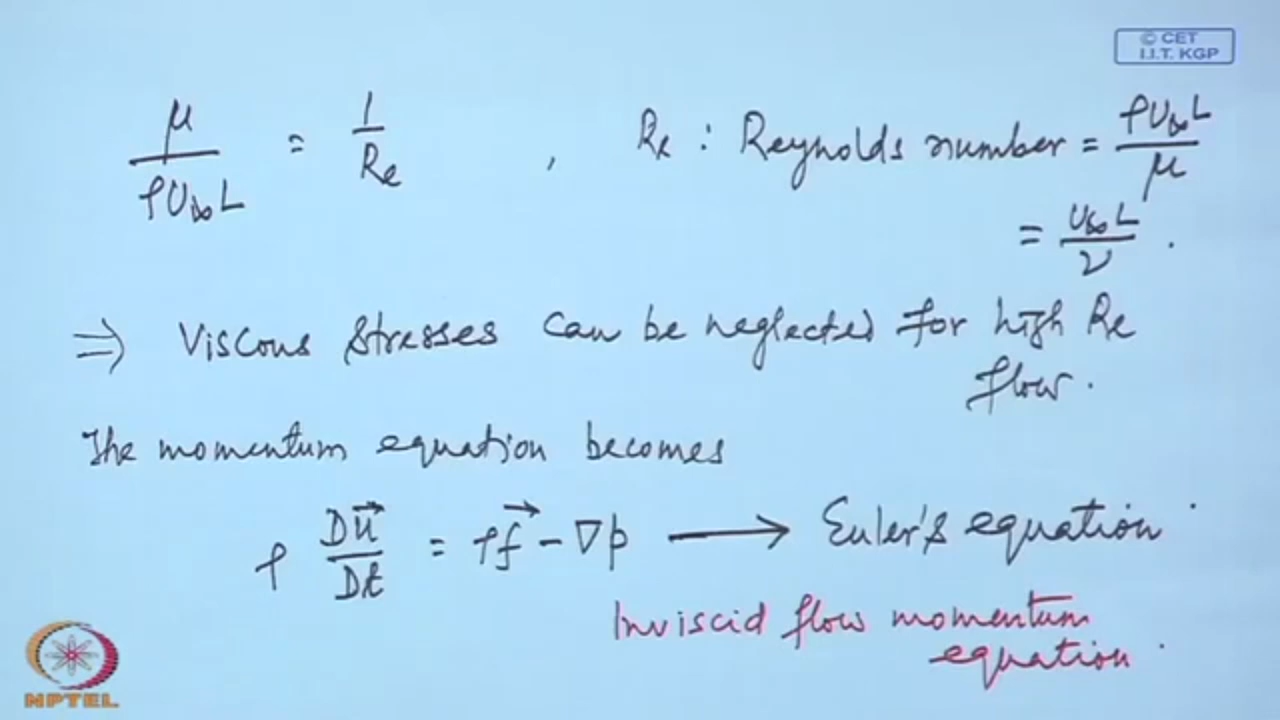 © CET
I.I.T. KGP
μ / ρU∞L = 1 / Re , Re : Reynolds number = ρU∞L / μ
= U∞L / ν .
⇒ Viscous stresses can be neglected for high Re
flow.
The momentum equation becomes
ρ Du⃗/Dt = ρf⃗ - ∇p ⟶ Euler's equation.
Inviscid flow momentum
equation.
NPTEL